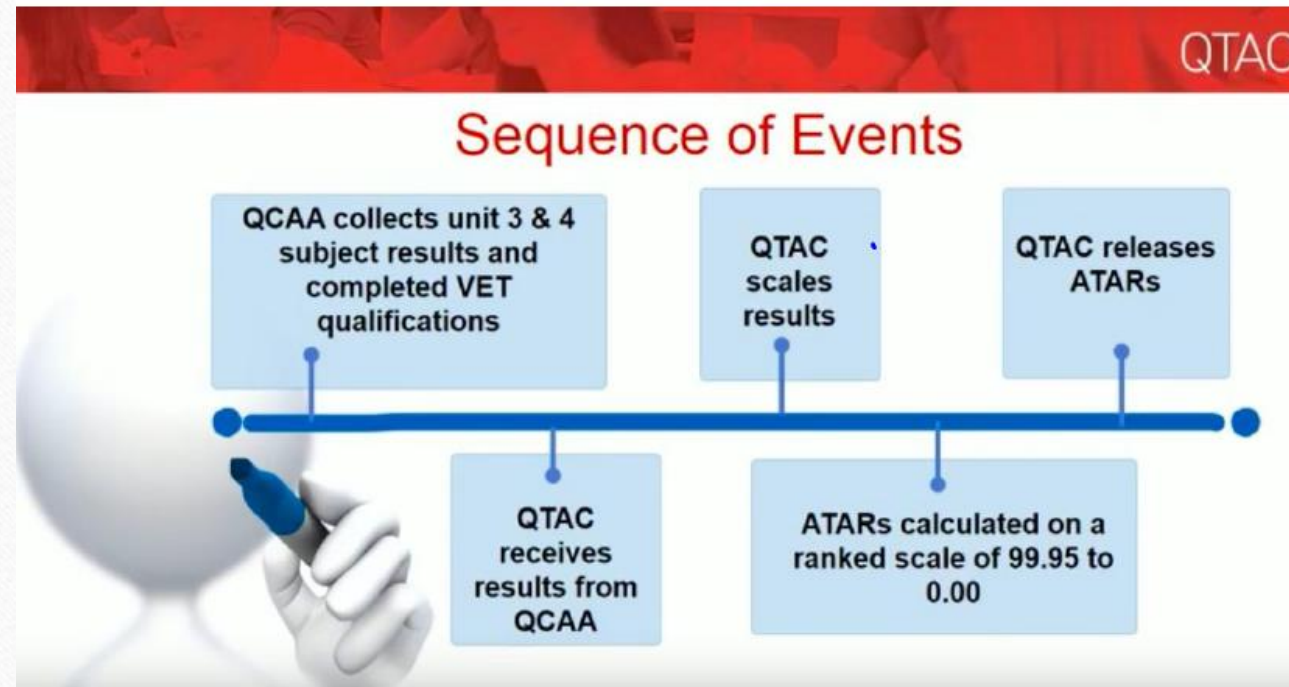 QTAC
Sequence of Events
QCAA collects unit 3 & 4
subject results and
completed VET
qualifications
QTAC
receives
results from
QCAA
QTAC
scales
results
ATARs calculated on a
ranked scale of 99.95 to
0.00
QTAC releases
ATARs